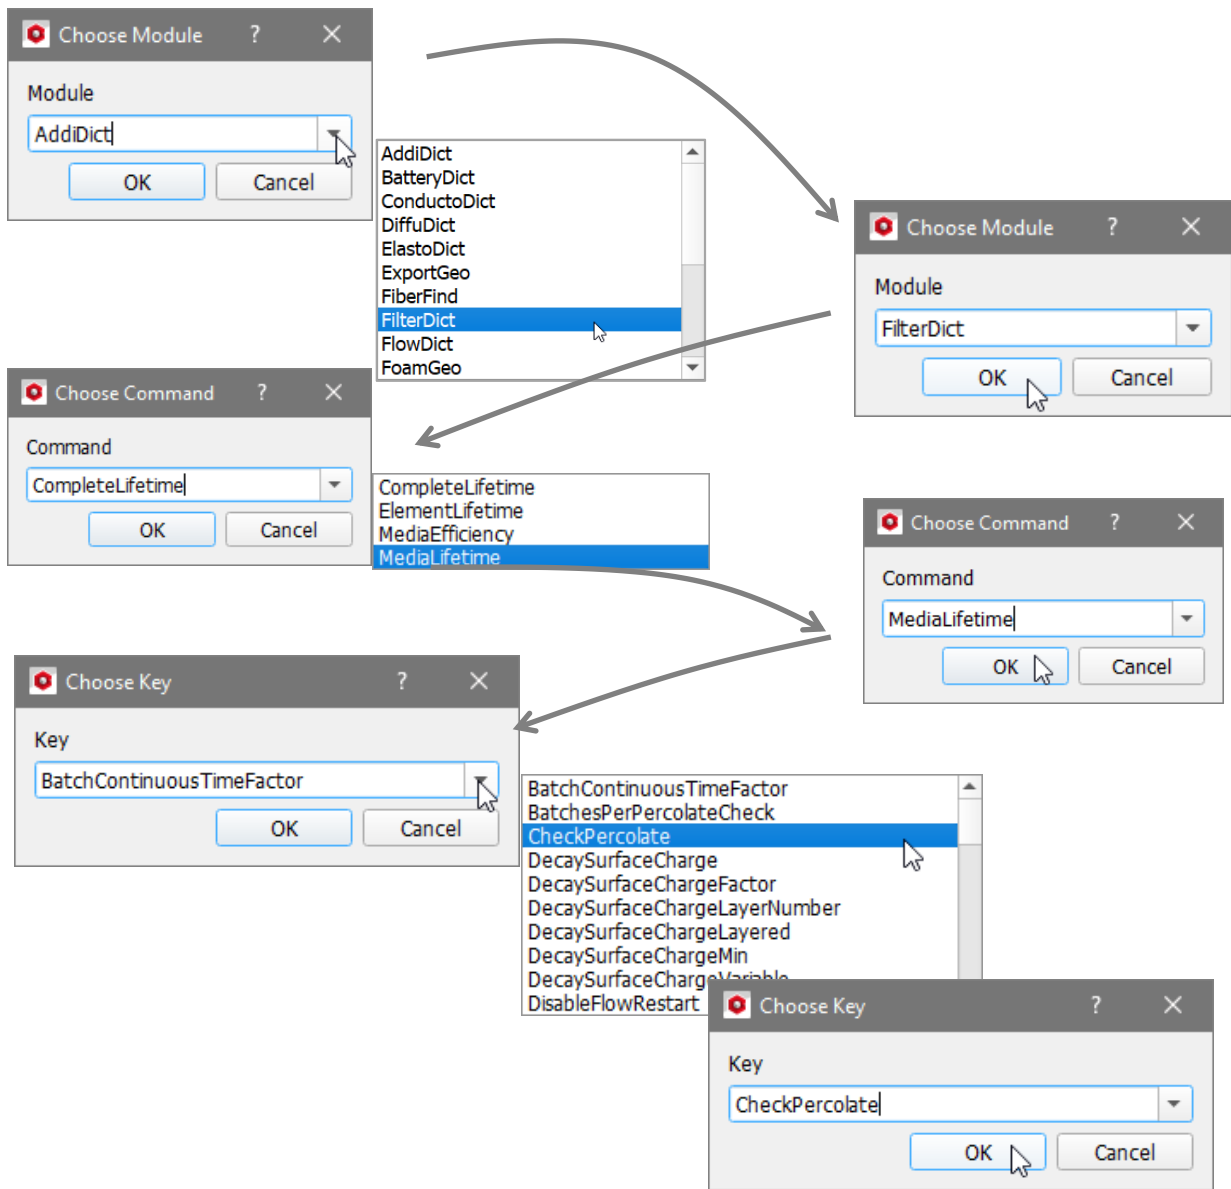 Choose Module ?
Module
AddiDict
OK Cancel
AddiDict
BatteryDict
ConductoDict
DiffuDict
ElastoDict
ExportGeo
FiberFind
FilterDict
FlowDict
FoamGeo
Choose Module ?
Module
FilterDict
OK Cancel
Choose Command ?
Command
CompleteLifetime
OK Cancel
CompleteLifetime
ElementLifetime
MediaEfficiency
MediaLifetime
Choose Command ?
Command
MediaLifetime
OK Cancel
Choose Key ?
Key
BatchContinuousTimeFactor
OK Cancel
BatchContinuousTimeFactor
BatchesPerPercolateCheck
CheckPercolate
DecaySurfaceCharge
DecaySurfaceChargeFactor
DecaySurfaceChargeLayerNumber
DecaySurfaceChargeLayered
DecaySurfaceChargeMin
DecaySurfaceChargeVariable
DisableFlowRestart
Choose Key ?
Key
CheckPercolate
OK Cancel